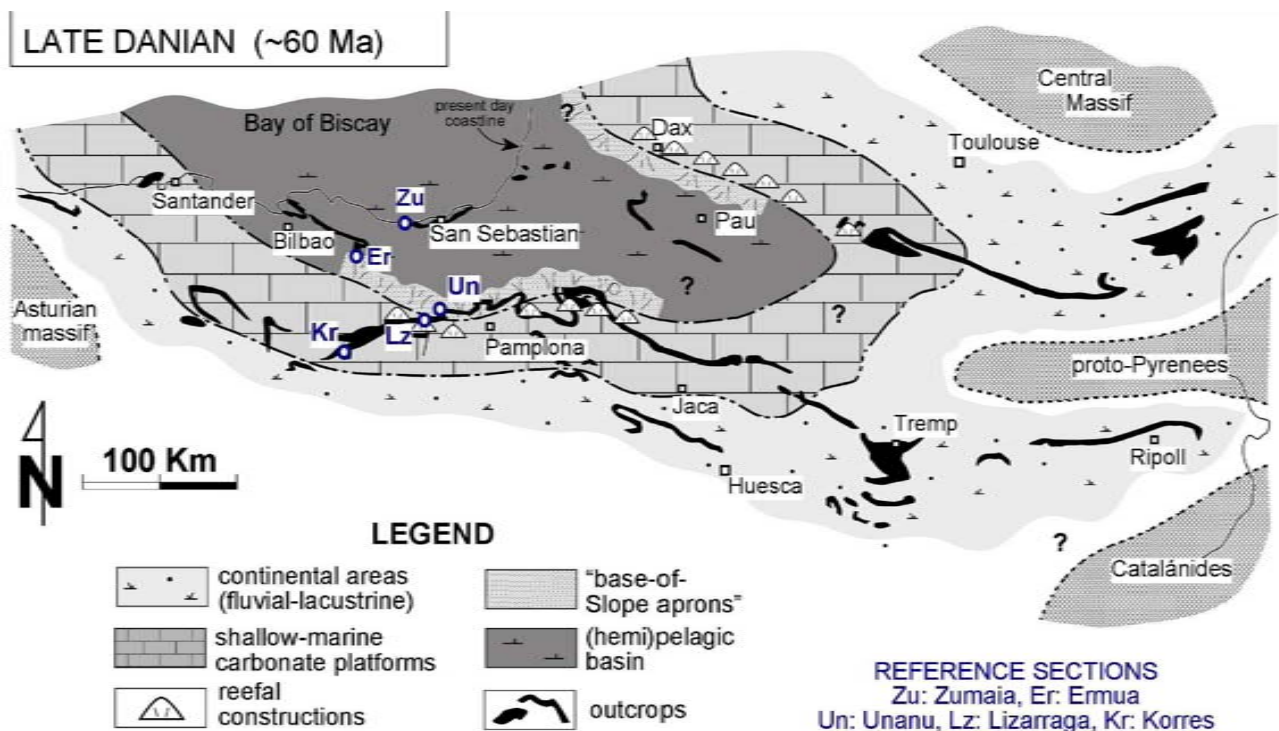 LATE DANIAN (~60 Ma)
Central
Massif
present day
coastline
?
Bay of Biscay
Dax
Toulouse
Santander
Zu
Bilbao
San Sebastian
Pau
Er
Un
?
Asturian
massif
?
Kr
Lz
Pamplona
proto-Pyrenees
Jaca
Tremp
N
100 Km
Ripoll
Huesca
?
Catalánides
LEGEND
continental areas
(fluvial-lacustrine)
"base-of-
Slope aprons"
shallow-marine
carbonate platforms
(hemi)pelagic
basin
reefal
constructions
outcrops
REFERENCE SECTIONS
Zu: Zumaia, Er: Ermua
Un: Unanu, Lz: Lizarraga, Kr: Korres